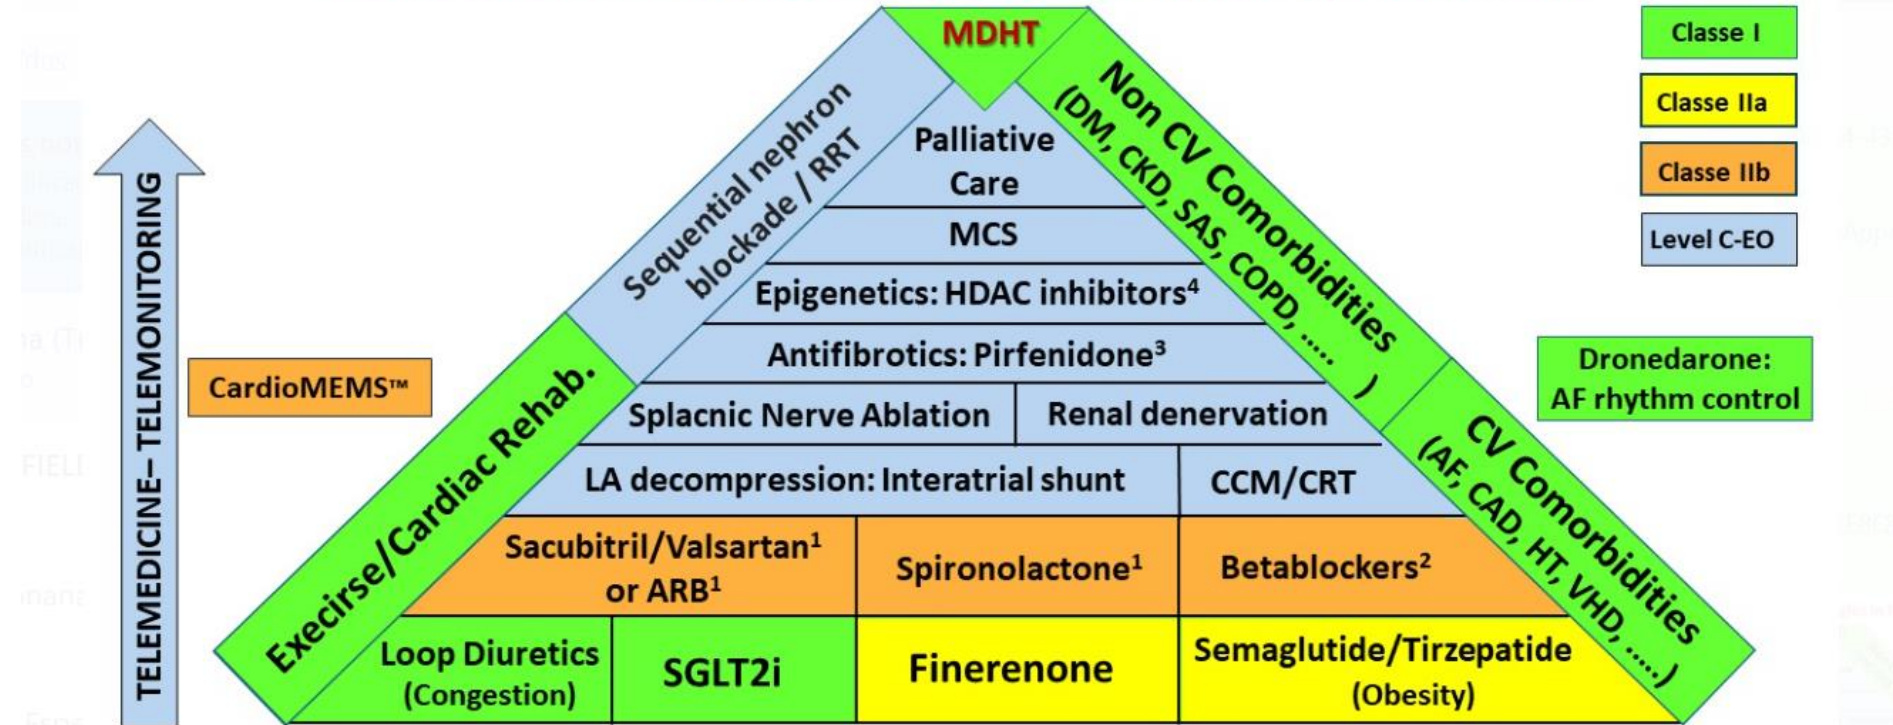 MDHT
Classe I
Classe IIa
Classe IIb
Level C-EO
TELEMEDICINE– TELEMONITORING
CardioMEMS™
Execirse/Cardiac Rehab.
Sequential nephron
blockade / RRT
Non CV Comorbidities
(DM, CKD, SAS, COPD, ..... )
CV Comorbidities
(AF, CAD, HT, VHD, .....)
Dronedarone:
AF rhythm control
Palliative
Care
MCS
Epigenetics: HDAC inhibitors⁴
Antifibrotics: Pirfenidone³
Splacnic Nerve Ablation
Renal denervation
LA decompression: Interatrial shunt
CCM/CRT
Sacubitril/Valsartan¹
or ARB¹
Spironolactone¹
Betablockers²
Loop Diuretics
(Congestion)
SGLT2i
Finerenone
Semaglutide/Tirzepatide
(Obesity)